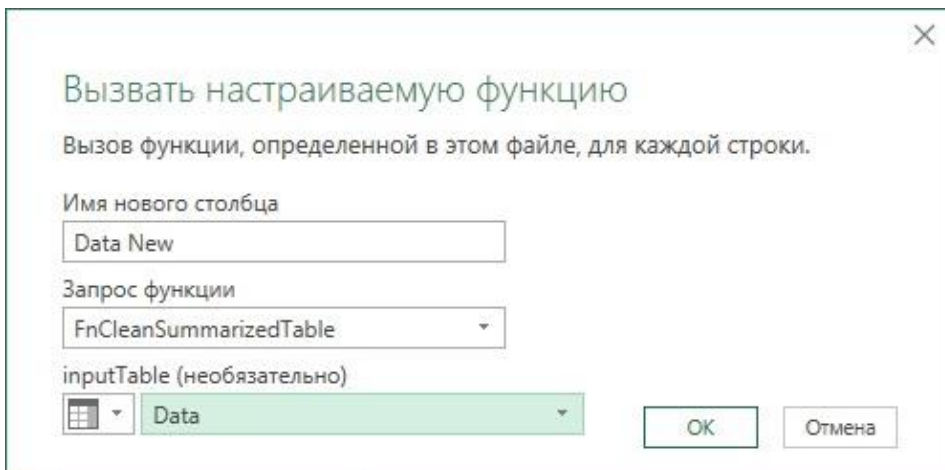 Вызвать настраиваемую функцию
Вызов функции, определенной в этом файле, для каждой строки.
Имя нового столбца
Data New
Запрос функции
FnCleanSummarizedTable
inputTable (необязательно)
Data
ОК
Отмена